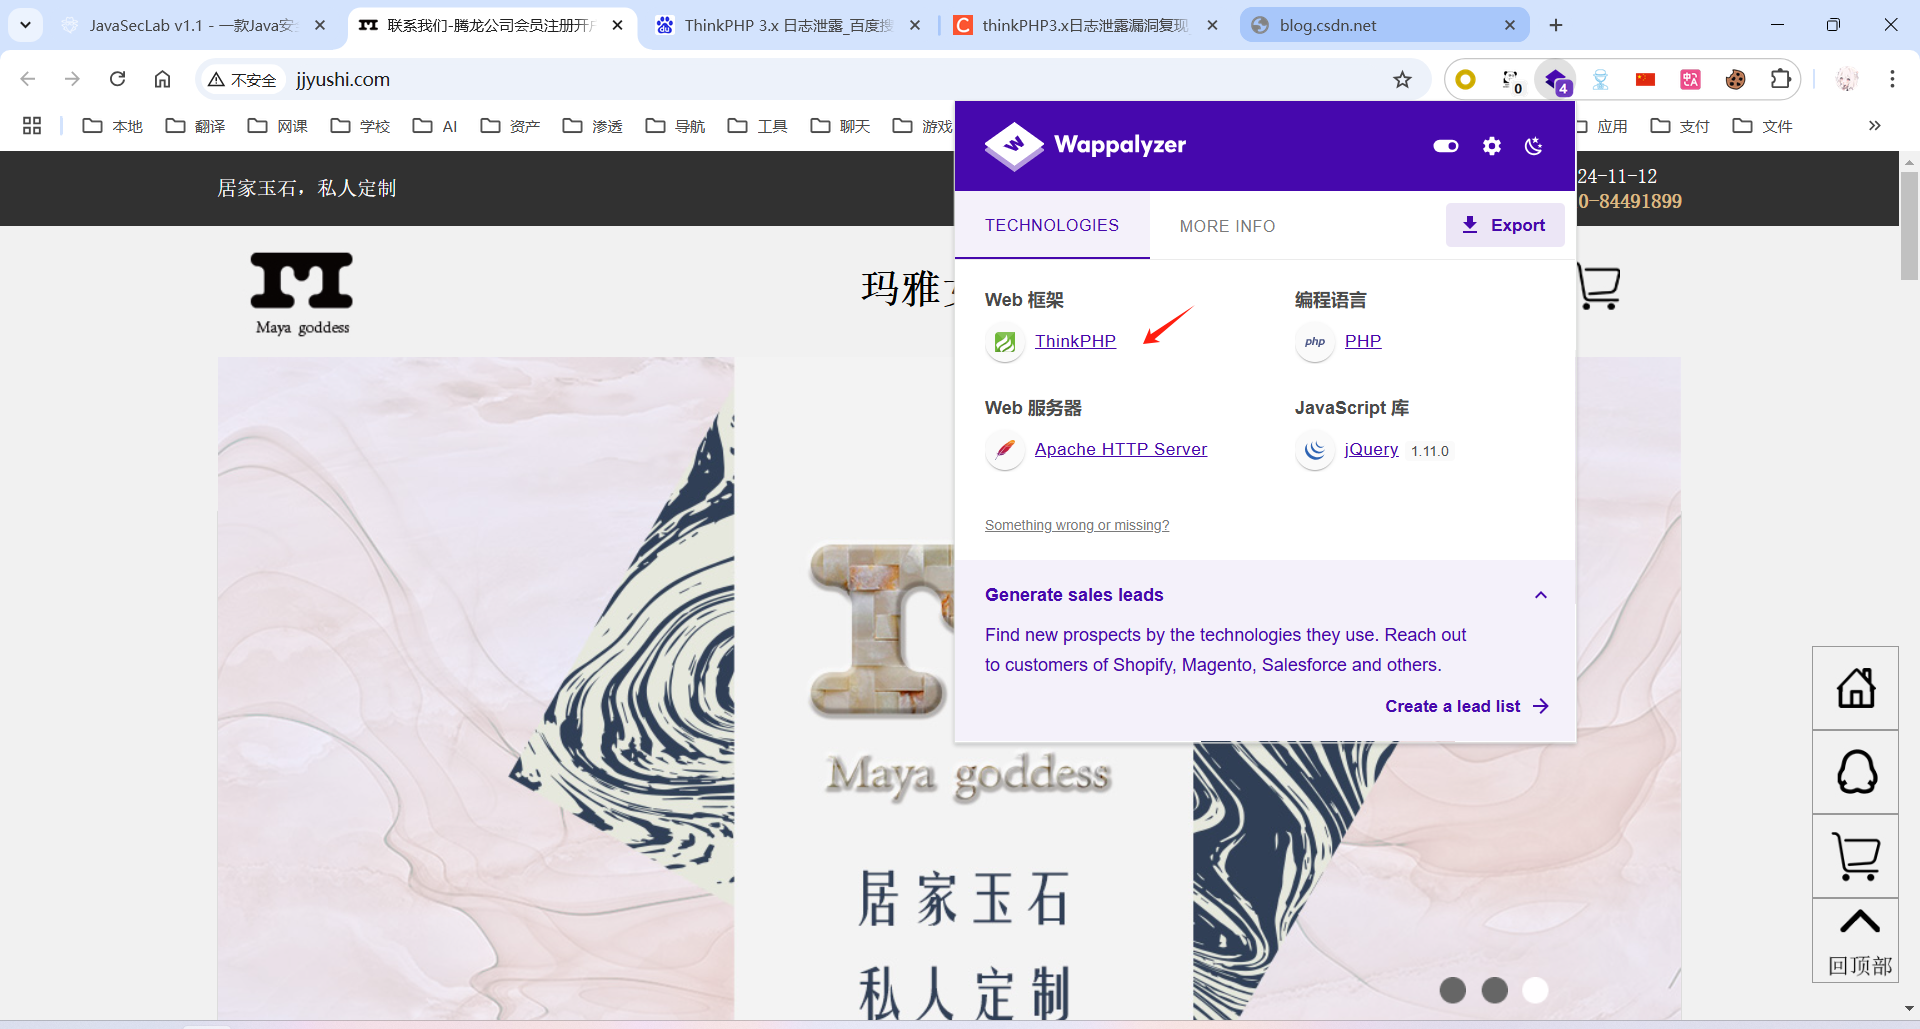 JavaSecLab v1.1 - 一款Java安
联系我们-腾龙公司会员注册开户
ThinkPHP 3.x 日志泄露_百度搜
thinkPHP3.x日志泄露漏洞复现
blog.csdn.net
不安全
jjyushi.com
0
4
本地
翻译
网课
学校
AI
资产
渗透
导航
工具
聊天
游戏
应用
支付
文件
居家玉石，私人定制
24-11-12
0-84491899
Maya goddess
玛雅
Wappalyzer
TECHNOLOGIES
MORE INFO
Export
Web 框架
编程语言
ThinkPHP
php
PHP
Web 服务器
JavaScript 库
Apache HTTP Server
jQuery 1.11.0
Something wrong or missing?
Generate sales leads
Find new prospects by the technologies they use. Reach out
to customers of Shopify, Magento, Salesforce and others.
Create a lead list
Maya goddess
居家玉石
私人定制
回顶部